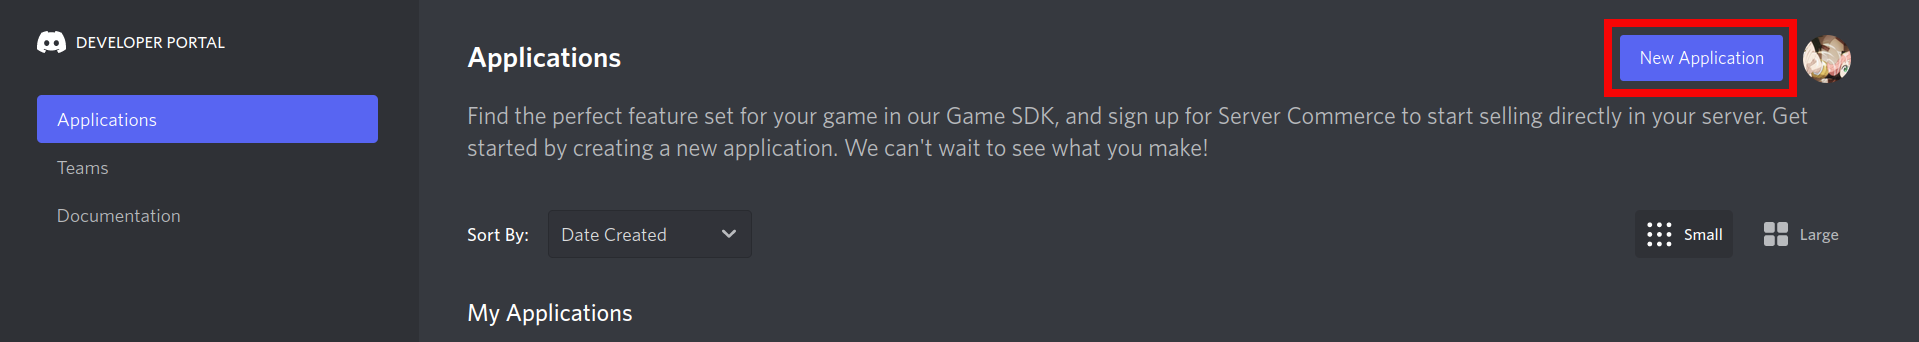 DEVELOPER PORTAL
Applications
Teams
Documentation
Applications
New Application
Find the perfect feature set for your game in our Game SDK, and sign up for Server Commerce to start selling directly in your server. Get
started by creating a new application. We can't wait to see what you make!
Sort By: Date Created
Small Large
My Applications